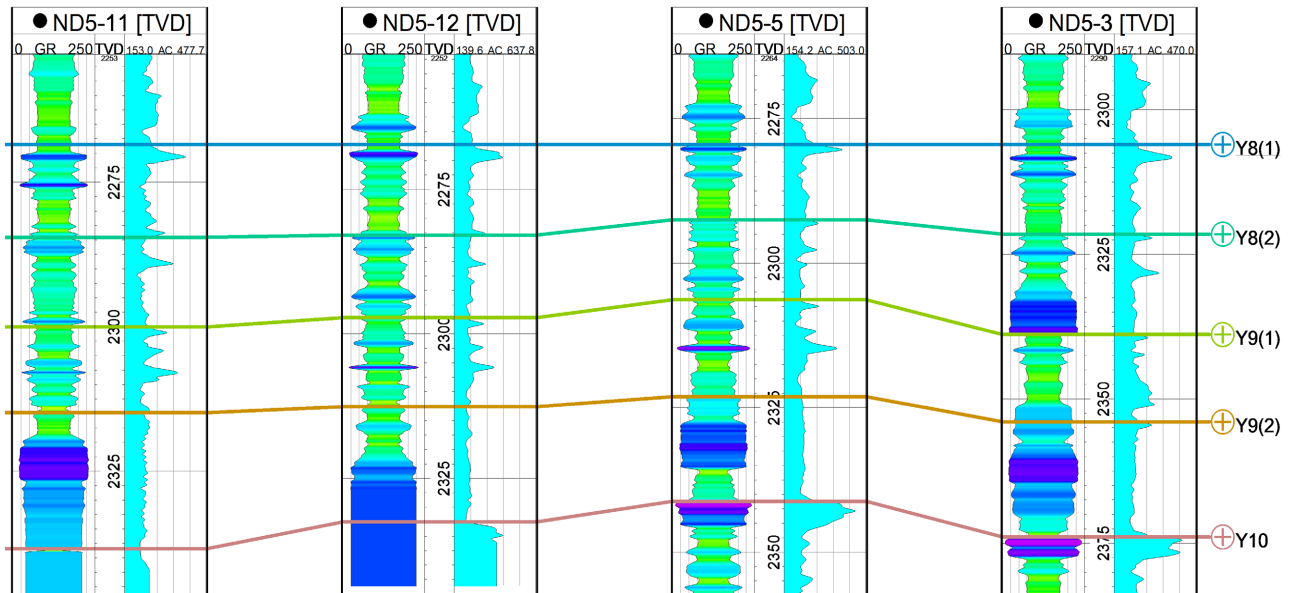 ND5-11 [TVD] ND5-12 [TVD] ND5-5 [TVD] ND5-3 [TVD]
0 GR 250 TVD 153.0 AC 477.7 0 GR 250 TVD 139.6 AC 637.8 0 GR 250 TVD 154.2 AC 503.0 0 GR 250 TVD 157.1 AC 470.0
2253 2252 2264 2290
2275 2300
Y8(1)
2275 2275
Y8(2)
2300 2325
2300 2300
Y9(1)
2325 2350
Y9(2)
2325 2325
Y10
2350 2375